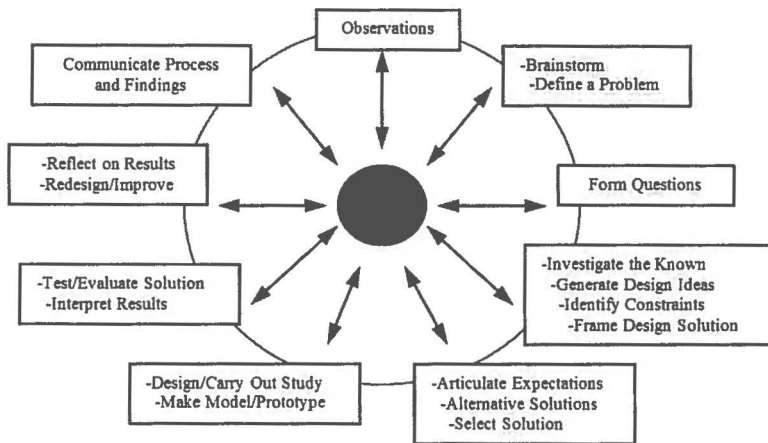 Observations
-Brainstorm
-Define a Problem
Form Questions
-Investigate the Known
-Generate Design Ideas
-Identify Constraints
-Frame Design Solution
-Articulate Expectations
-Alternative Solutions
-Select Solution
-Design/Carry Out Study
-Make Model/Prototype
-Test/Evaluate Solution
-Interpret Results
-Reflect on Results
-Redesign/Improve
Communicate Process
and Findings